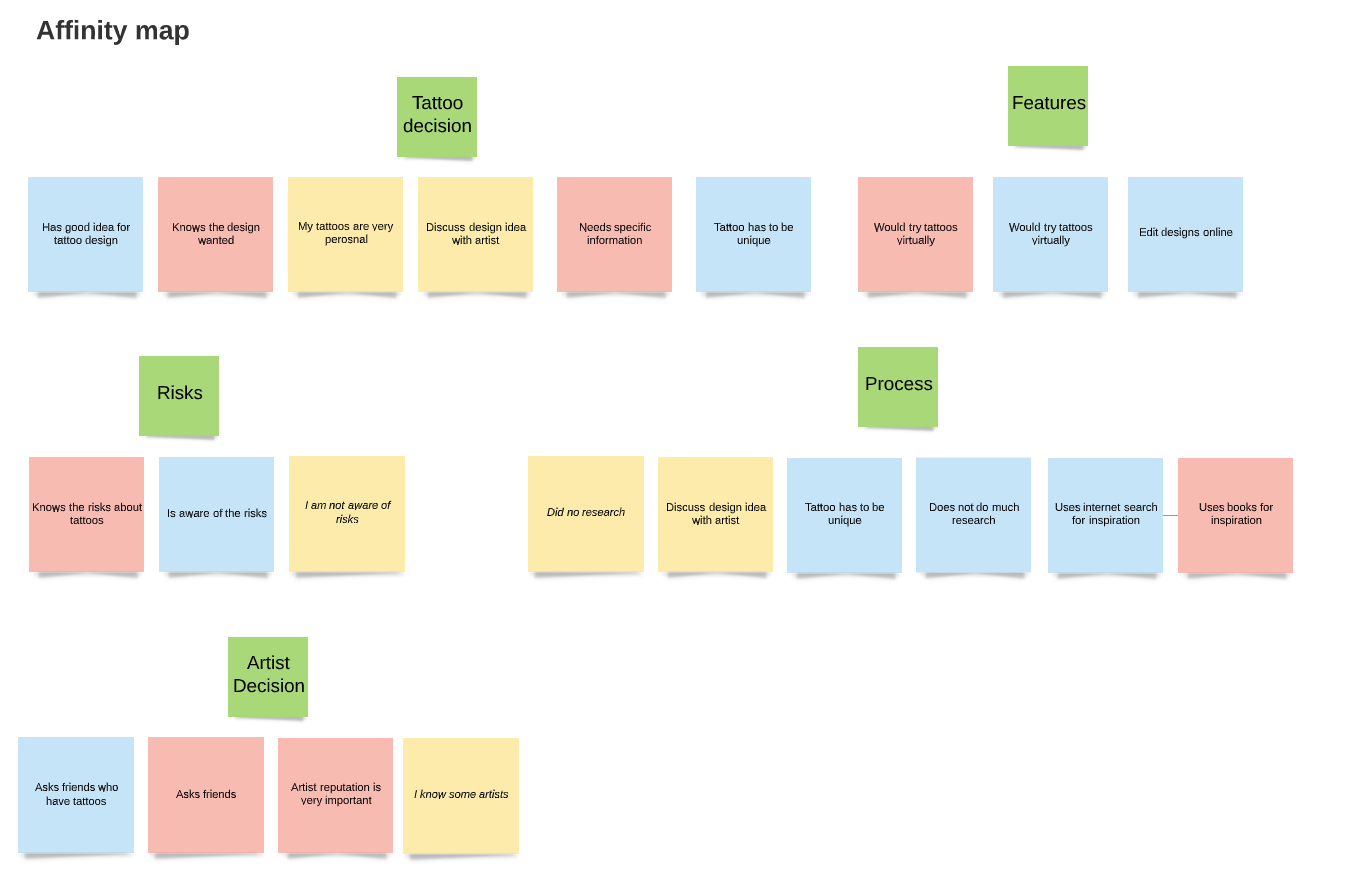 Affinity map
Tattoo
decision
Features
Has good idea for
tattoo design
Knows the design
wanted
My tattoos are very
perosnal
Discuss design idea
with artist
Needs specific
information
Tattoo has to be
unique
Would try tattoos
virtually
Would try tattoos
virtually
Edit designs online
Risks
Process
Knows the risks about
tattoos
Is aware of the risks
I am not aware of
risks
Did no research
Discuss design idea
with artist
Tattoo has to be
unique
Does not do much
research
Uses internet search
for inspiration
Uses books for
inspiration
Artist
Decision
Asks friends who
have tattoos
Asks friends
Artist reputation is
very important
I know some artists